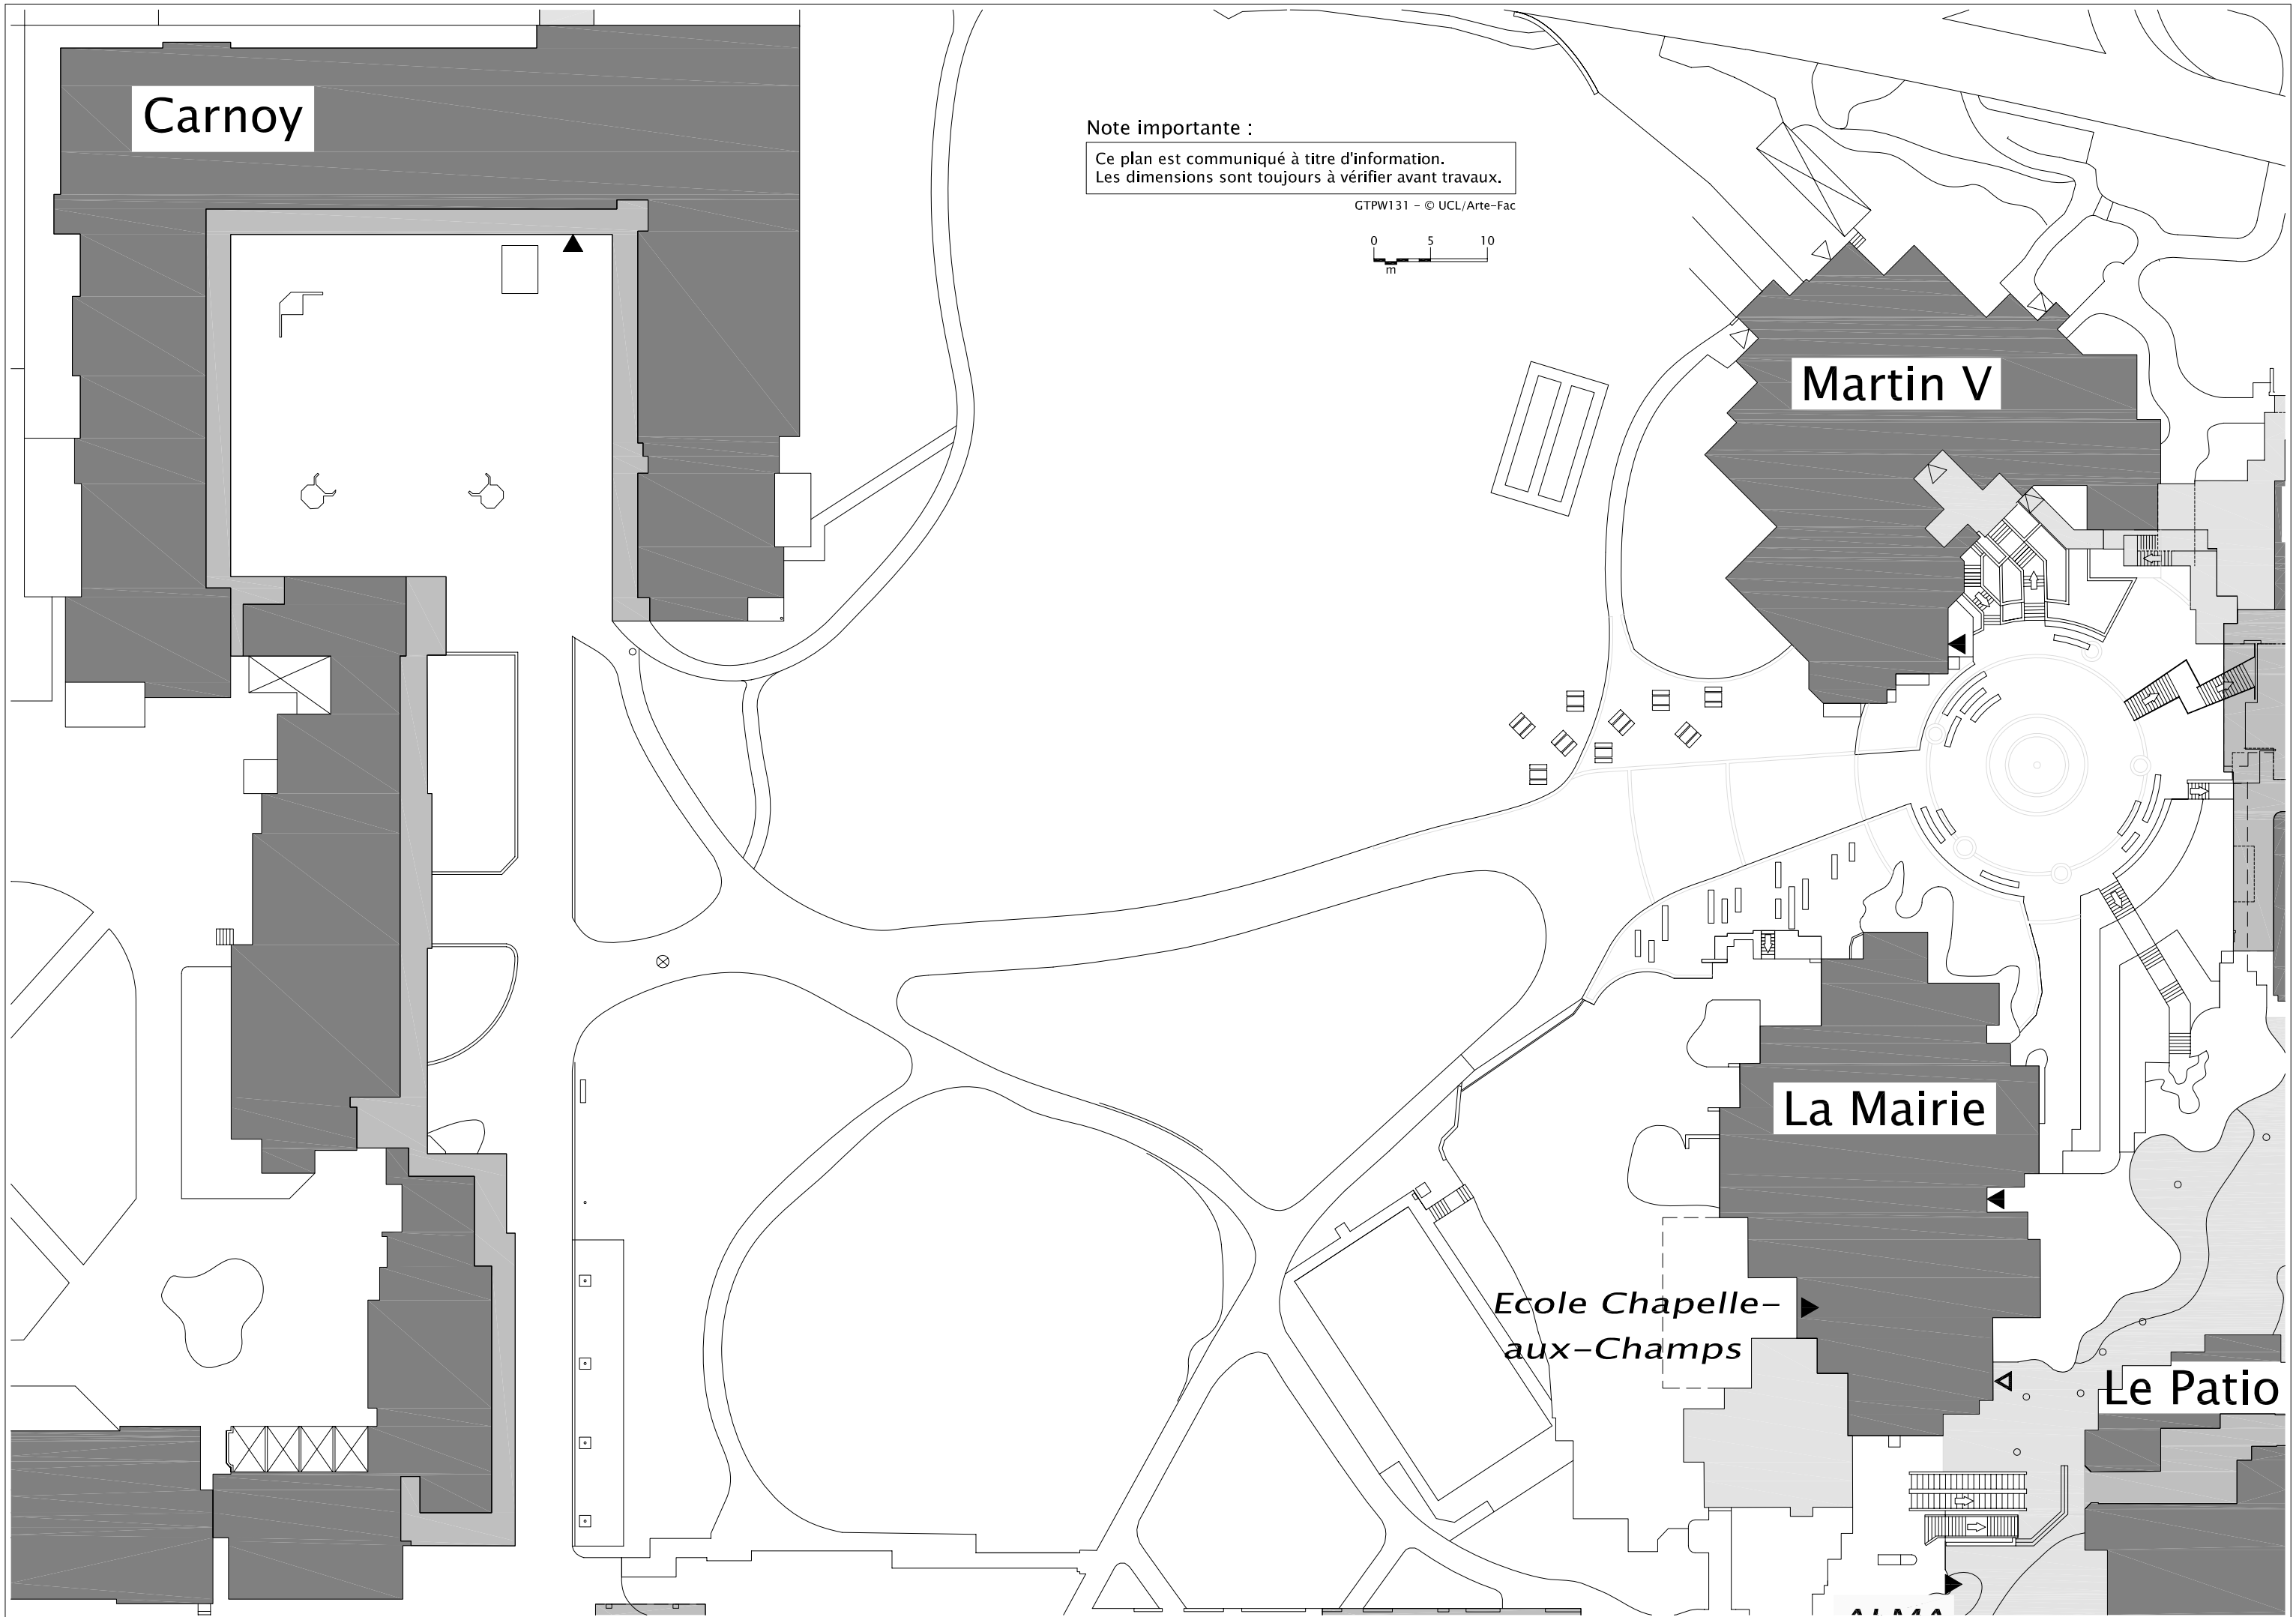 Carnoy
Note importante :
Ce plan est communiqué à titre d'information.
Les dimensions sont toujours à vérifier avant travaux.
GTPW131 - © UCL/Arte-Fac
0 5 10
m
Martin V
La Mairie
Ecole Chapelle-
aux-Champs
Le Patio
ALMA